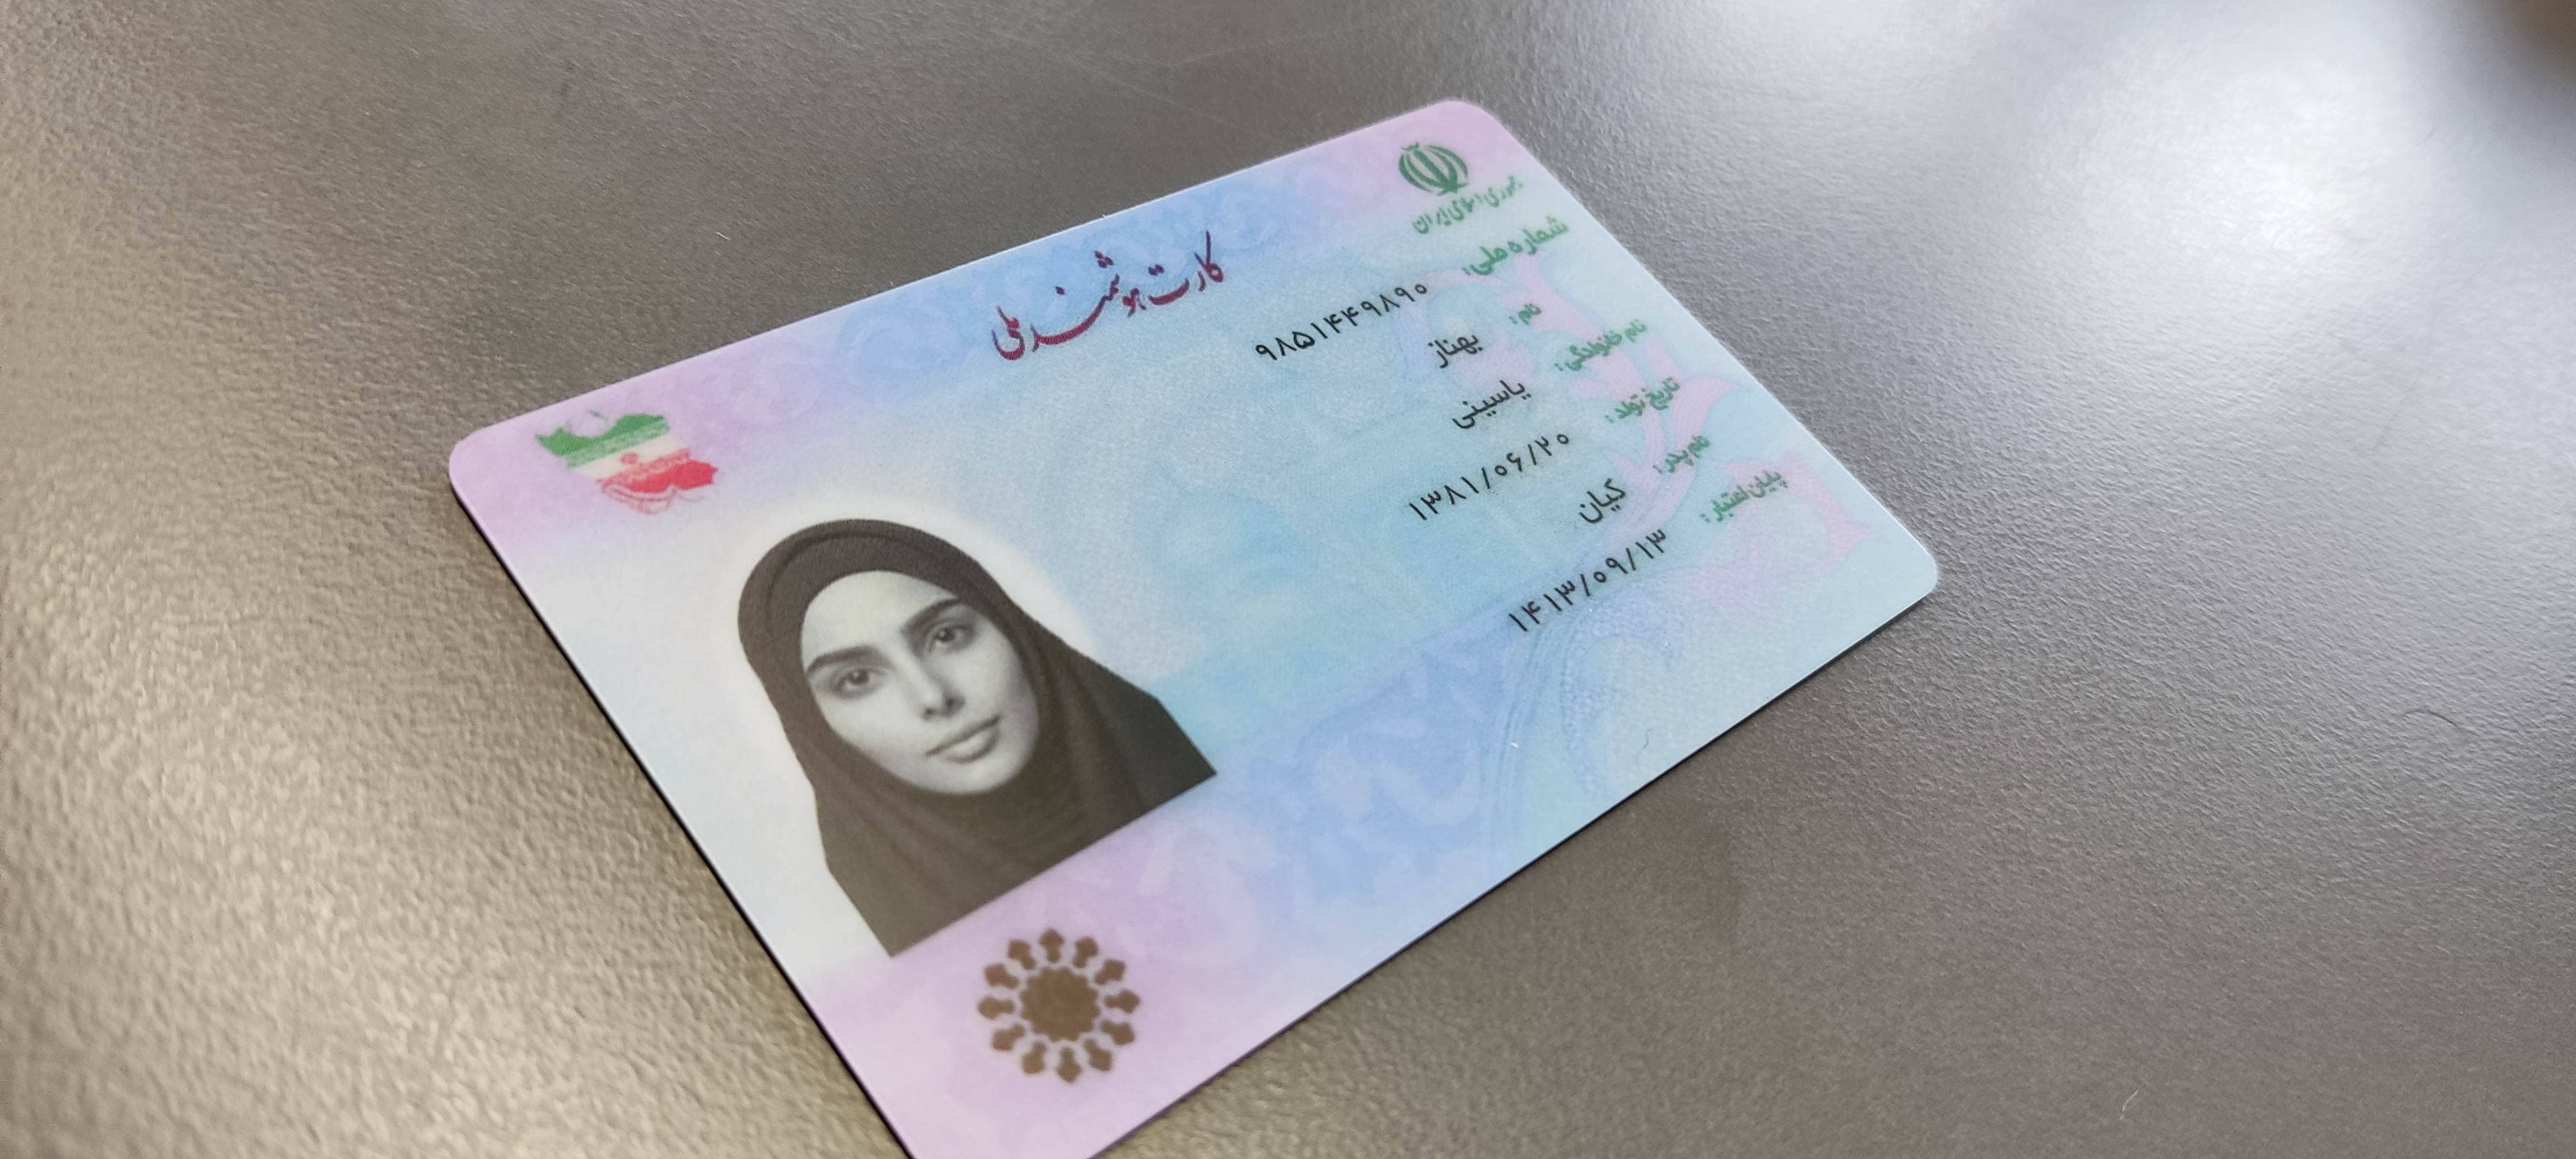 جمهوری اسلامی ایران
کارت هوشمند ملی
شماره ملی: ۹۸۵۱۴۴۹۸۹۰
نام: بهناز
نام خانوادگی: یاسینی
تاریخ تولد: ۱۳۸۱/۰۶/۲۰
نام پدر: کیان
پایان اعتبار: ۱۴۱۳/۰۹/۱۳